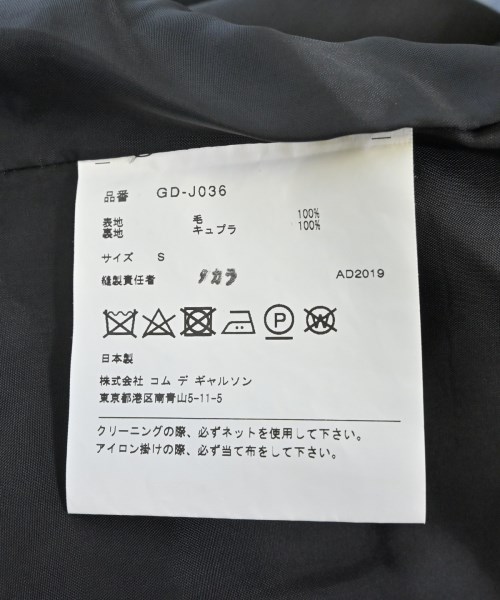 品番 GD-J036
表地 毛 100%
裏地 キュプラ 100%
サイズ S
縫製責任者 タカラ AD2019
P W
日本製
株式会社 コム デ ギャルソン
東京都港区南青山5-11-5
クリーニングの際、必ずネットを使用して下さい。
アイロン掛けの際、必ず当て布をして下さい。